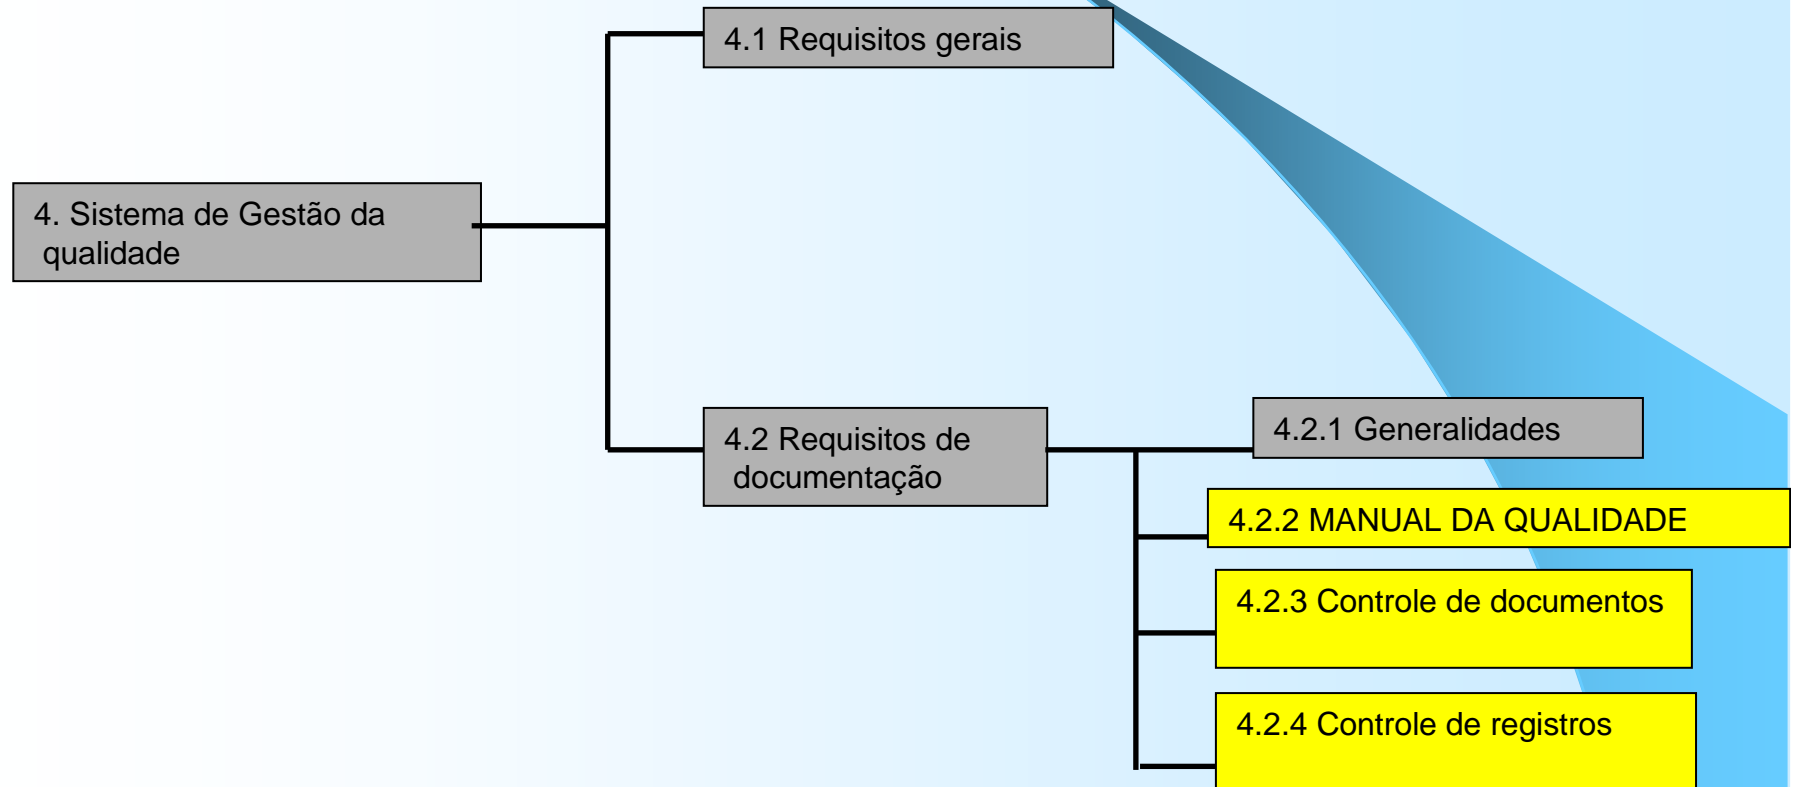 4.1 Requisitos gerais
4. Sistema de Gestão da
qualidade
4.2 Requisitos de
documentação
4.2.1 Generalidades
4.2.2 MANUAL DA QUALIDADE
4.2.3 Controle de documentos
4.2.4 Controle de registros